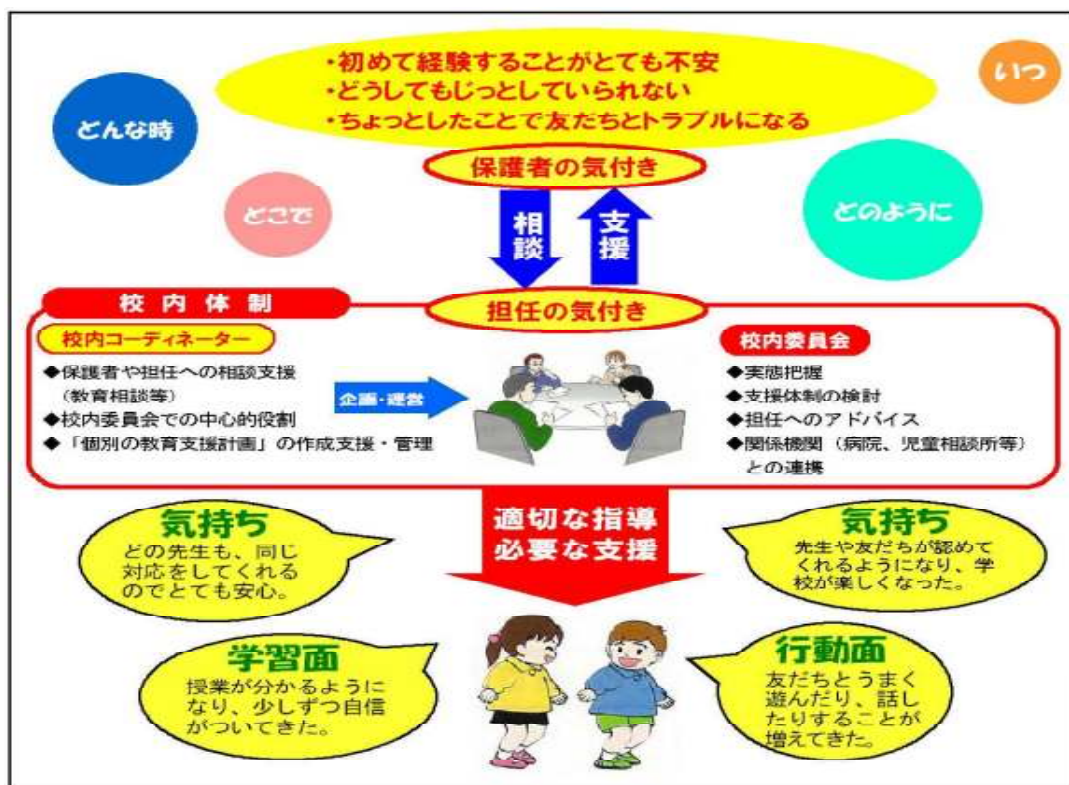 ・初めて経験することがとても不安
・どうしてもじっとしていられない
・ちょっとしたことで友だちとトラブルになる
いつ
どんな時
保護者の気付き
どこで
どのように
相談
支援
校内体制
担任の気付き
校内コーディネーター
◆保護者や担任への相談支援
（教育相談等）
◆校内委員会での中心的役割
◆「個別の教育支援計画」の作成支援・管理
企画・運営
校内委員会
◆実態把握
◆支援体制の検討
◆担任へのアドバイス
◆関係機関（病院、児童相談所等）
との連携
適切な指導
必要な支援
気持ち
どの先生も、同じ
対応をしてくれる
のでとても安心。
気持ち
先生や友だちが認めて
くれるようになり、学
校が楽しくなった。
学習面
授業が分かるように
なり、少しずつ自信
がついてきた。
行動面
友だちとうまく
遊んだり、話し
たりすることが
増えてきた。